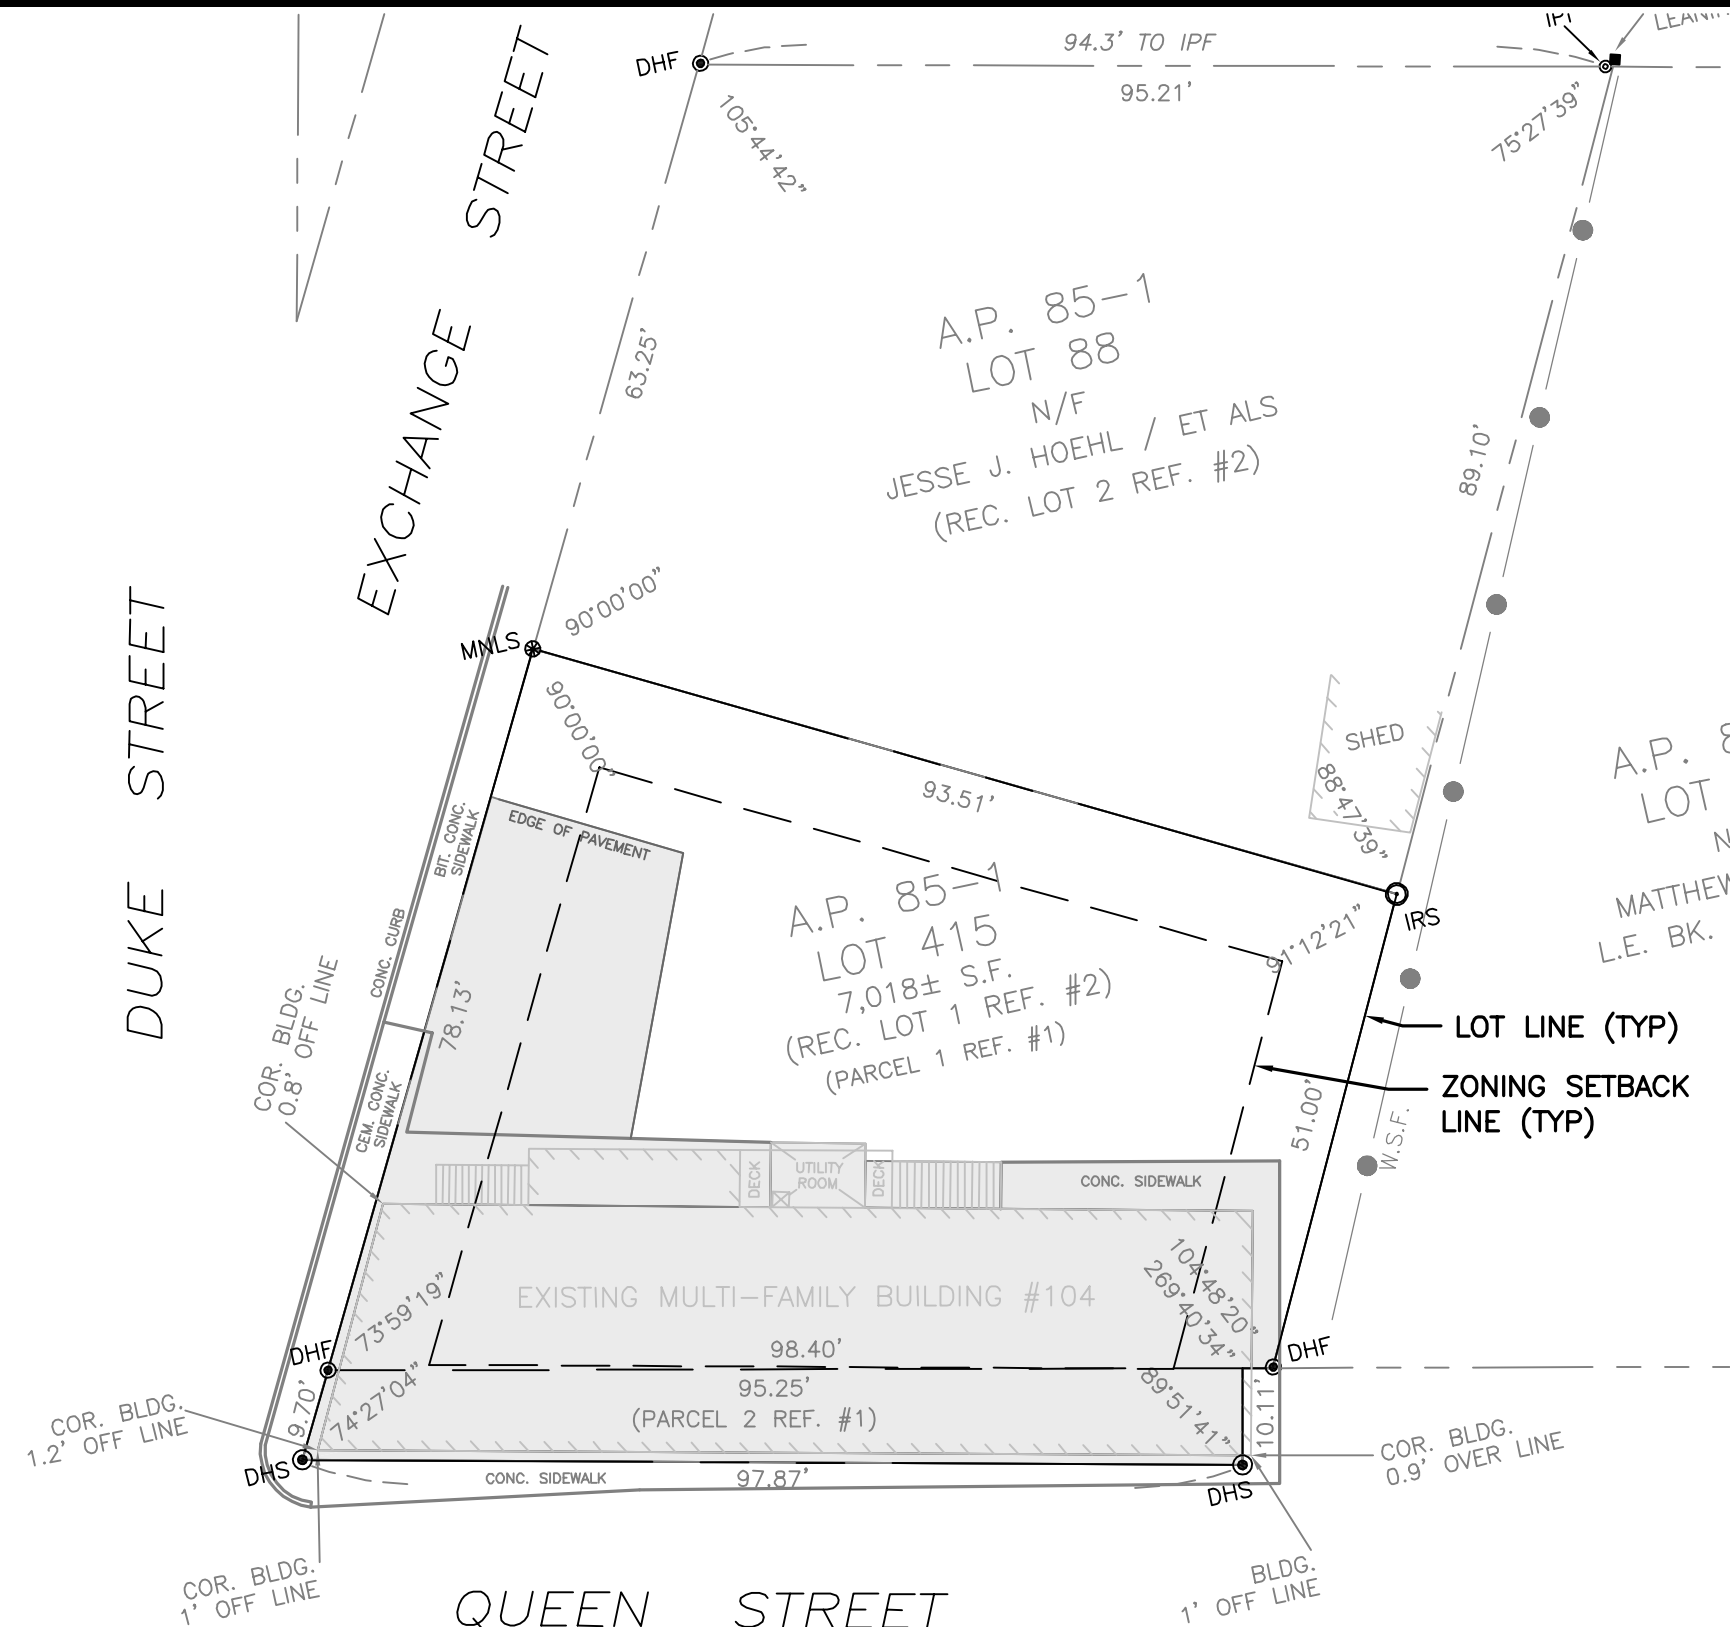 IPF
DHF
94.3' TO IPF
95.21'
105°44'42"
75°27'39"
EXCHANGE STREET
63.25'
A.P. 85-1
LOT 88
N/F
JESSE J. HOEHL / ET ALS
(REC. LOT 2 REF. #2)
89.10'
DUKE STREET
90°00'00"
MNLS
90°00'00"
93.51'
SHED
88°47'39"
A.P. 8
LOT
N
MATTHEW
L.E. BK.
BIT. CONC.
SIDEWALK
EDGE OF PAVEMENT
A.P. 85-1
LOT 415
7,018± S.F.
(REC. LOT 1 REF. #2)
(PARCEL 1 REF. #1)
91°12'21"
IRS
CONC. CURB
78.13'
COR. BLDG.
0.8' OFF LINE
LOT LINE (TYP)
ZONING SETBACK
LINE (TYP)
51.00'
W.S.F.
CEM. CONC.
SIDEWALK
DECK
UTILITY
ROOM
DECK
CONC. SIDEWALK
EXISTING MULTI-FAMILY BUILDING #104
104°48'20"
269°40'34"
73°59'19"
DHF
98.40'
DHF
95.25'
(PARCEL 2 REF. #1)
74°27'04"
89°51'41"
9.70'
10.11'
COR. BLDG.
1.2' OFF LINE
COR. BLDG.
0.9' OVER LINE
DHS
CONC. SIDEWALK
97.87'
DHS
COR. BLDG.
1' OFF LINE
BLDG.
1' OFF LINE
QUEEN STREET